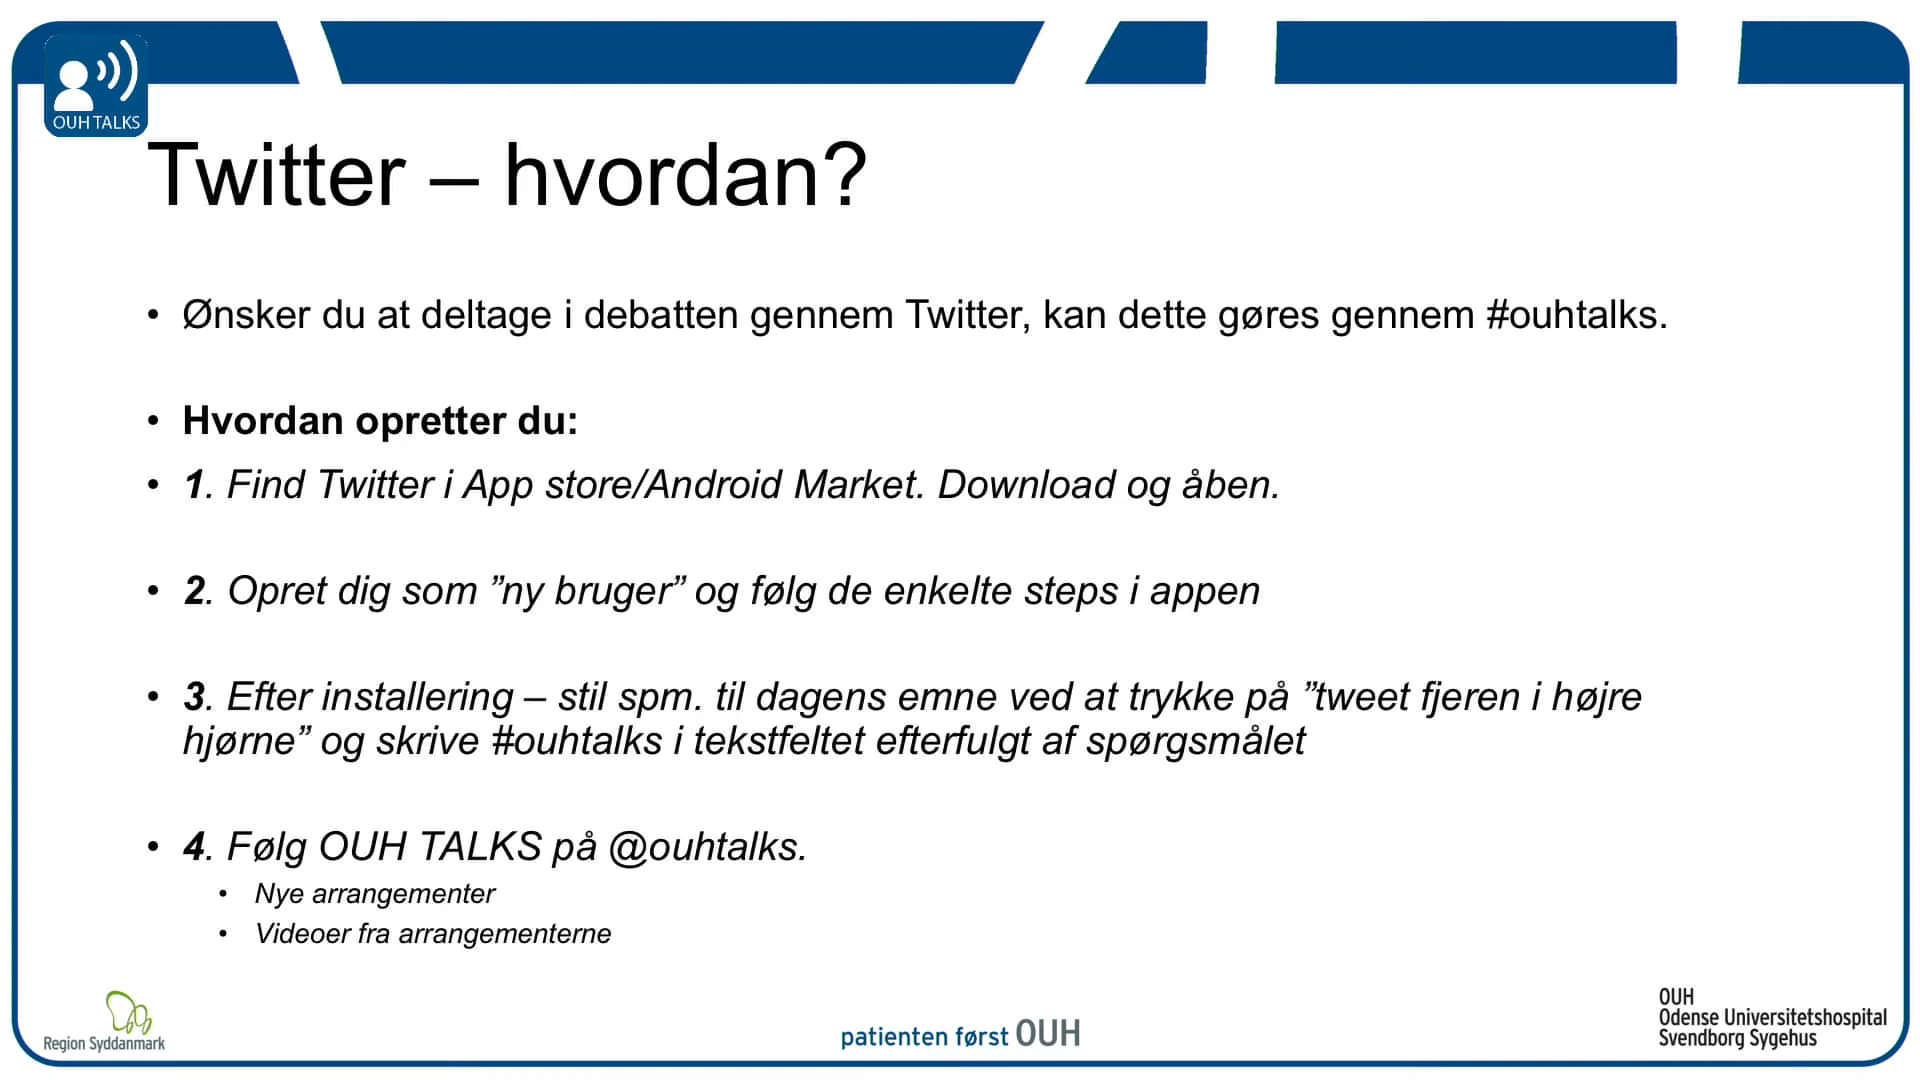 OUH TALKS
Twitter – hvordan?
• Ønsker du at deltage i debatten gennem Twitter, kan dette gøres gennem #ouhtalks.
• Hvordan opretter du:
• 1. Find Twitter i App store/Android Market. Download og åben.
• 2. Opret dig som ”ny bruger” og følg de enkelte steps i appen
• 3. Efter installering – stil spm. til dagens emne ved at trykke på ”tweet fjeren i højre
hjørne” og skrive #ouhtalks i tekstfeltet efterfulgt af spørgsmålet
• 4. Følg OUH TALKS på @ouhtalks.
• Nye arrangementer
• Videoer fra arrangementerne
Region Syddanmark
patienten først OUH
OUH
Odense Universitetshospital
Svendborg Sygehus